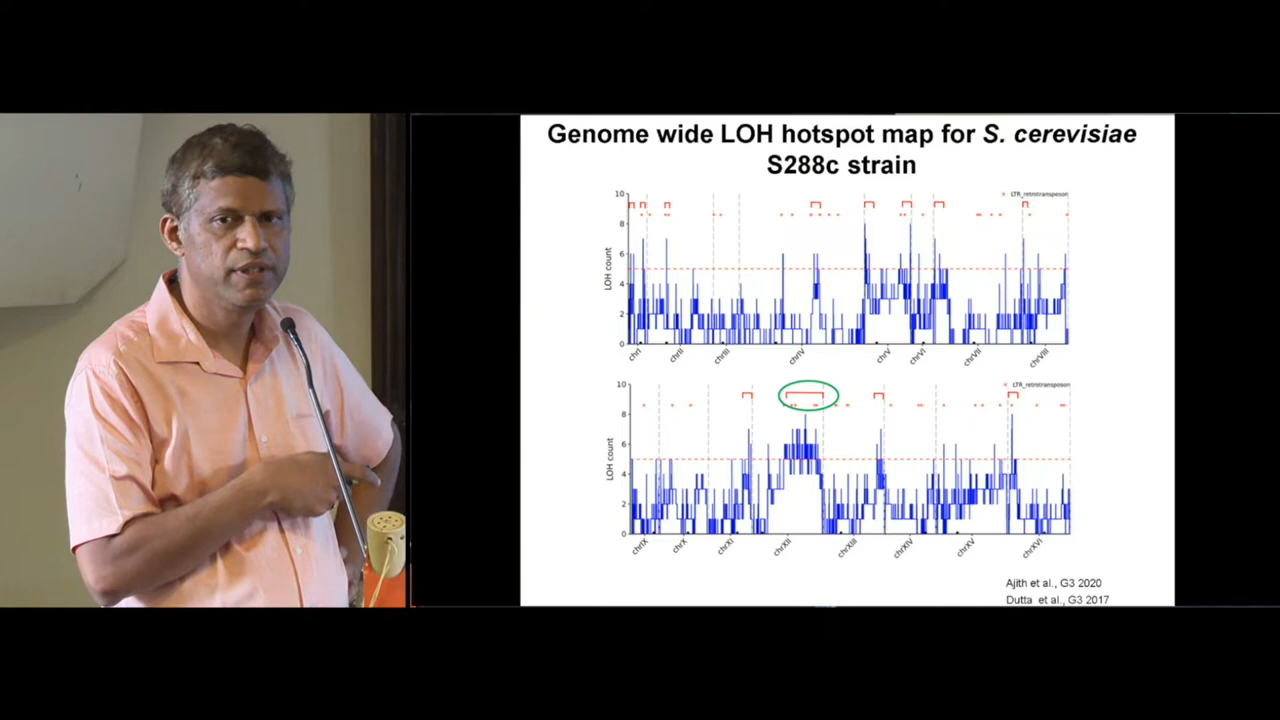 Genome wide LOH hotspot map for S. cerevisiae
S288c strain
LTR_retrotransposon
10
8
6
4
2
0
LOH count
chrI
chrII
chrIII
chrIV
chrV
chrVI
chrVII
chrVIII
LTR_retrotransposon
10
8
6
4
2
0
LOH count
chrIX
chrX
chrXI
chrXII
chrXIII
chrXIV
chrXV
chrXVI
Ajith et al., G3 2020
Dutta et al., G3 2017